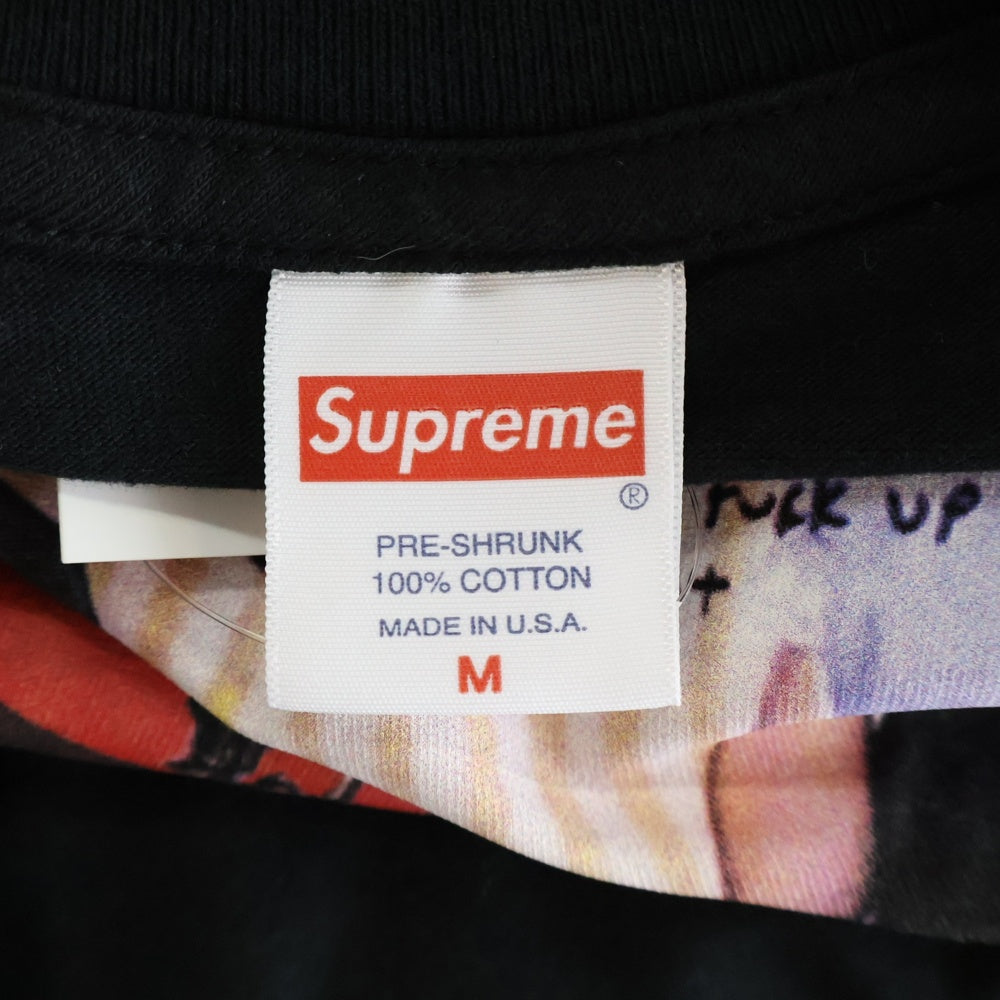 Supreme
®
PRE-SHRUNK
100% COTTON
MADE IN U.S.A.
M
UP
+